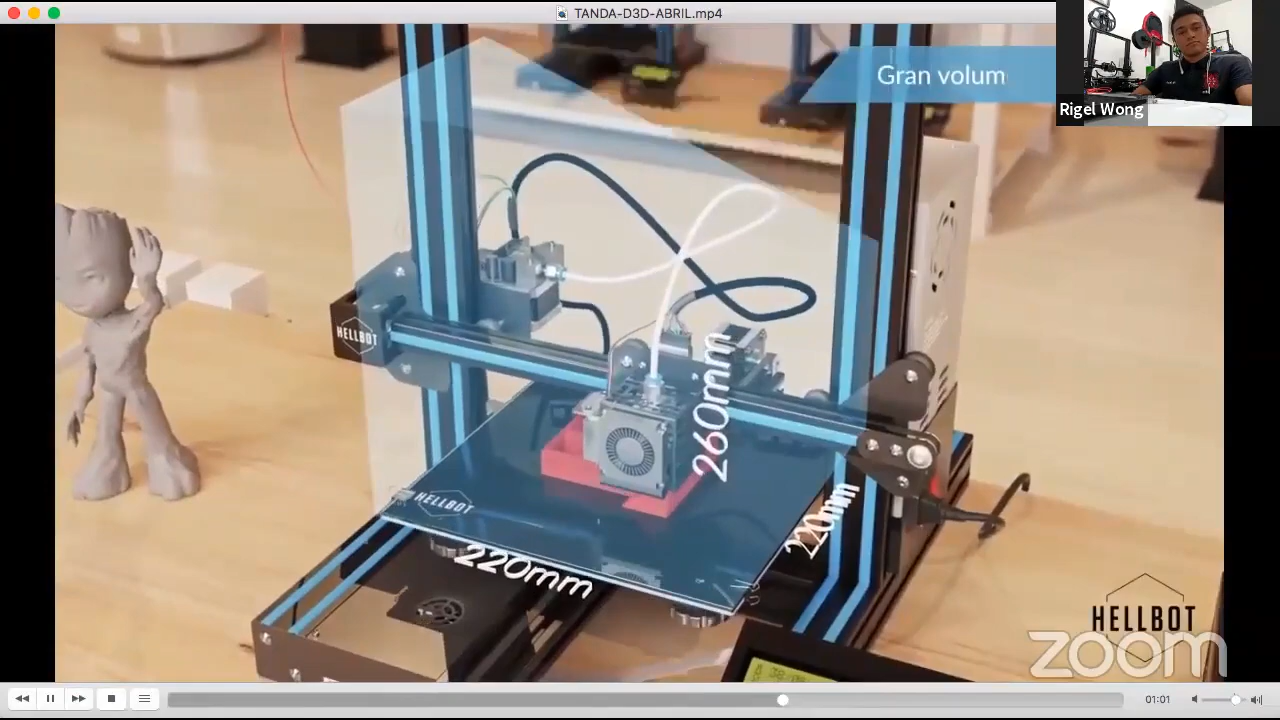 TANDA-D3D-ABRIL.mp4
Gran volum
Rigel Wong
HELLBOT
260mm
HELLBOT
220mm
220mm
HELLBOT
zoom
01:01